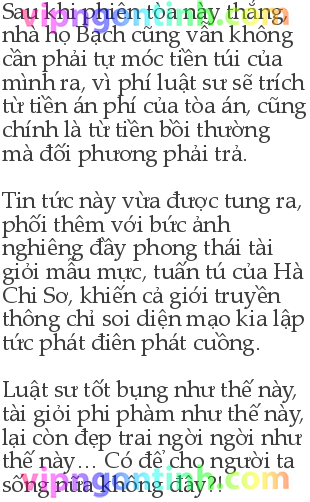 Sau khi phiên tòa này thắng
nhà họ Bạch cũng vẫn không
cần phải tự móc tiền túi của
mình ra, vì phí luật sư sẽ trích
từ tiền án phí của tòa án, cũng
chính là từ tiền bồi thường
mà đối phương phải trả.

Tin tức này vừa được tung ra,
phối thêm với bức ảnh
nghiêng đầy phong thái tài
giỏi mẫu mực, tuấn tú của Hà
Chi Sơ, khiến cả giới truyền
thông chỉ soi diện mạo kia lập
tức phát điên phát cuồng.

Luật sư tốt bụng như thế này,
tài giỏi phi phàm như thế này,
lại còn đẹp trai ngời ngời như
thế này... Có để cho người ta
sống nữa không đây?!
vipngontinh.com
vipngontinh.com